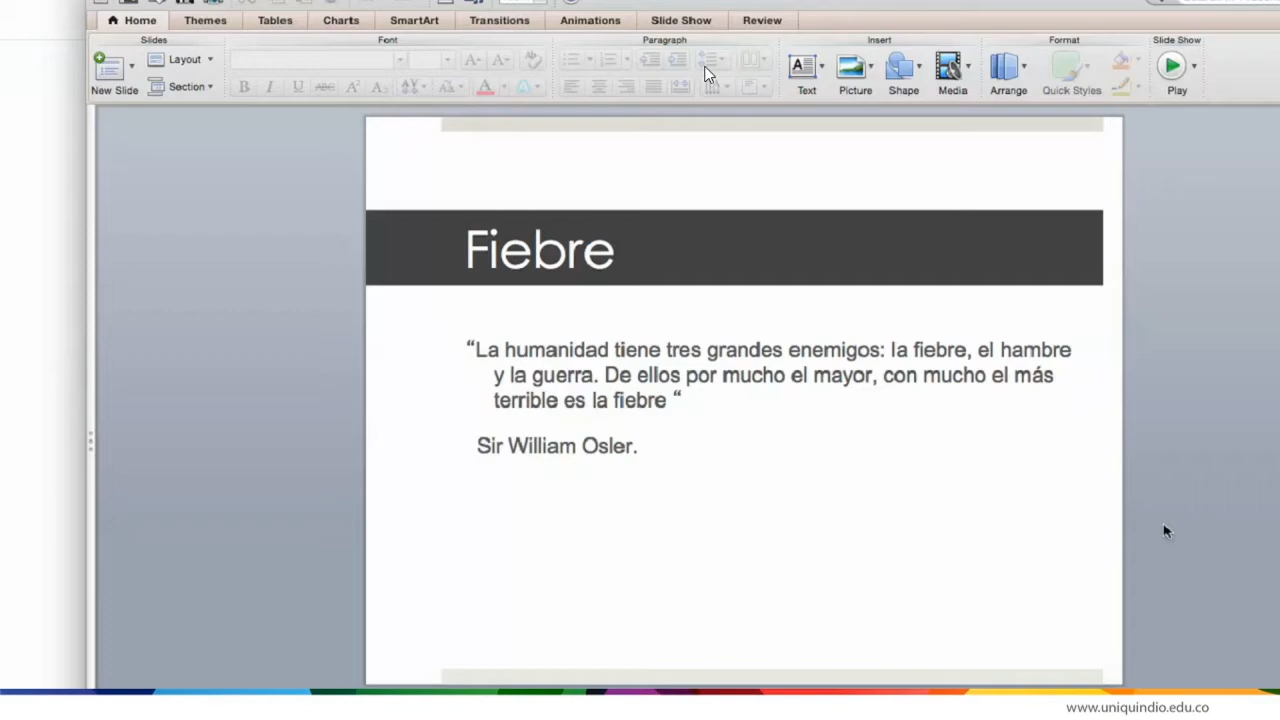 Home Themes Tables Charts SmartArt Transitions Animations Slide Show Review
Slides Font Paragraph Insert Format Slide Show
Layout
New Slide Section
Text Picture Shape Media Arrange Quick Styles Play
Fiebre
“La humanidad tiene tres grandes enemigos: la fiebre, el hambre
y la guerra. De ellos por mucho el mayor, con mucho el más
terrible es la fiebre “
Sir William Osler.
www.uniquindio.edu.co